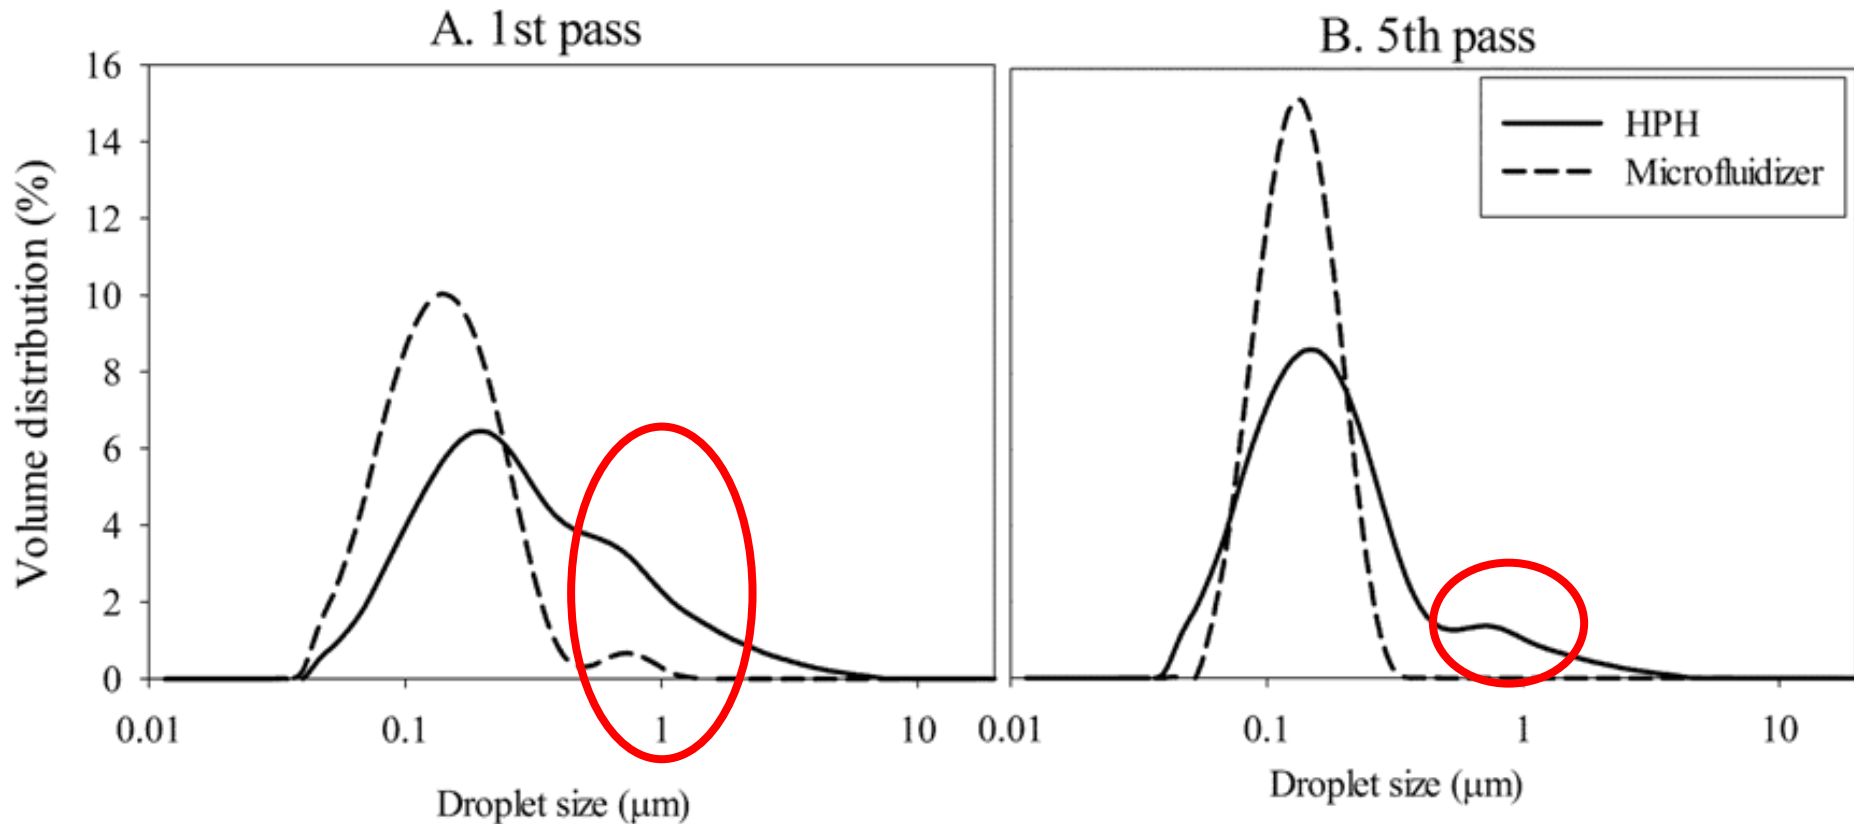 A. 1st pass
B. 5th pass
Volume distribution (%)
16
14
12
10
8
6
4
2
0
HPH
Microfluidizer
0.01
0.1
1
10
0.01
0.1
1
10
Droplet size (μm)
Droplet size (μm)